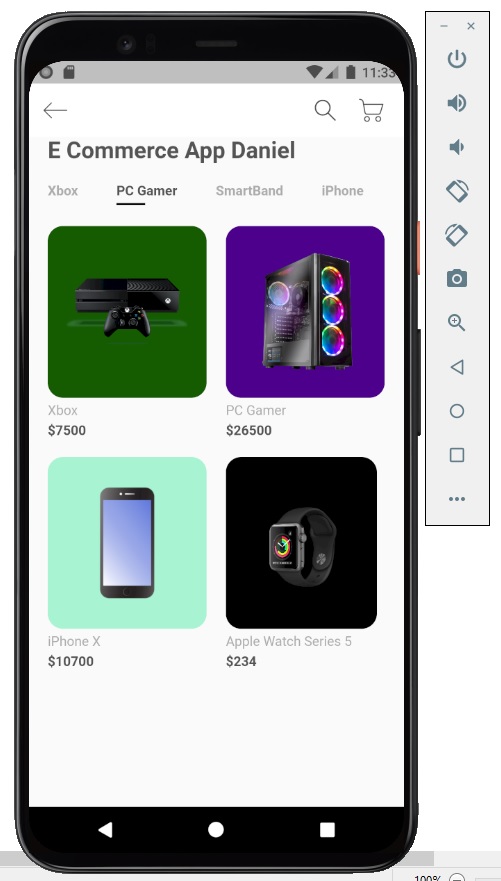 11:33
E Commerce App Daniel
Xbox PC Gamer SmartBand iPhone
Xbox PC Gamer
$7500 $26500
iPhone X Apple Watch Series 5
$10700 $234
100%